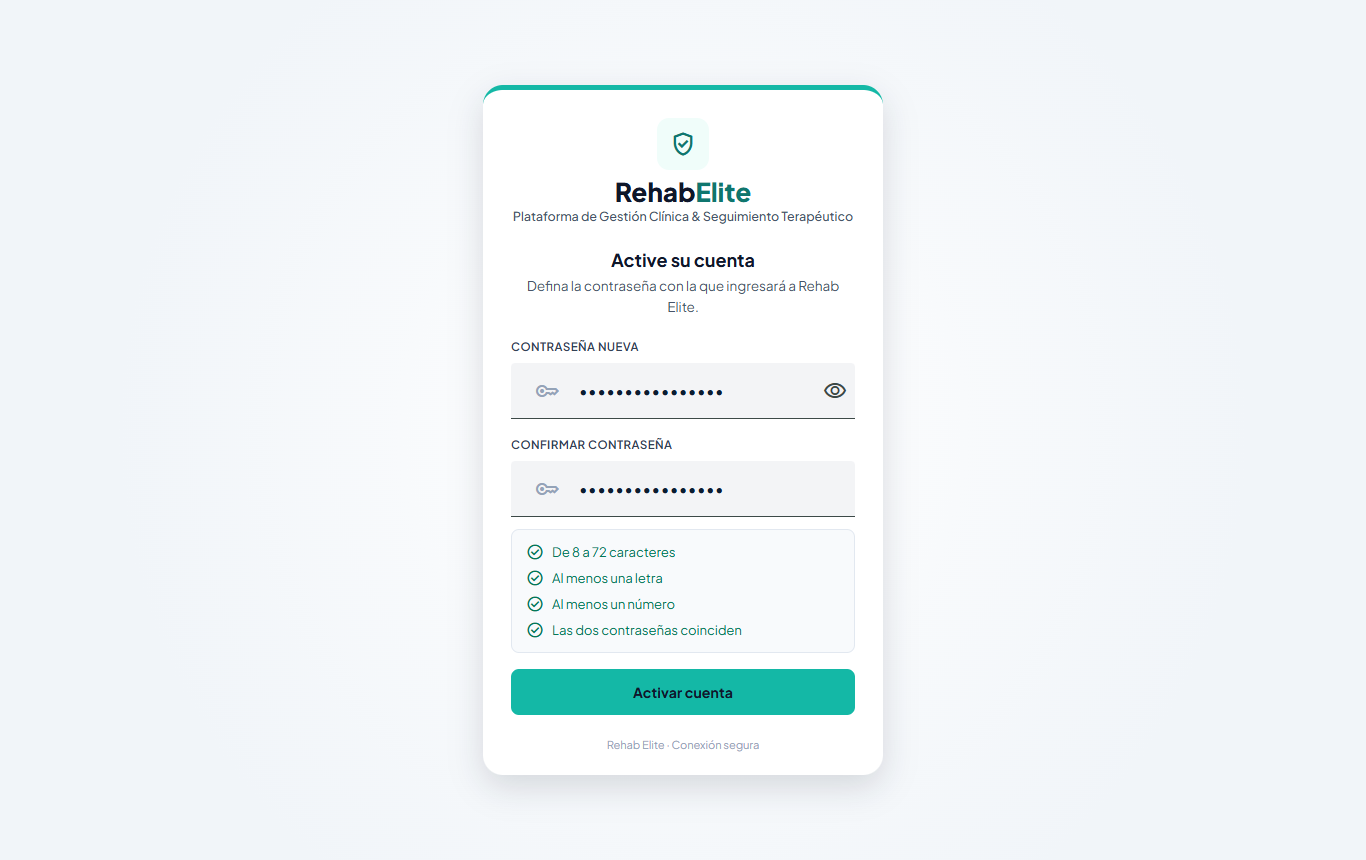 RehabElite
Plataforma de Gestión Clínica & Seguimiento Terapéutico
Active su cuenta
Defina la contraseña con la que ingresará a Rehab
Elite.
CONTRASEÑA NUEVA
••••••••••••••••
CONFIRMAR CONTRASEÑA
••••••••••••••••
De 8 a 72 caracteres
Al menos una letra
Al menos un número
Las dos contraseñas coinciden
Activar cuenta
Rehab Elite · Conexión segura